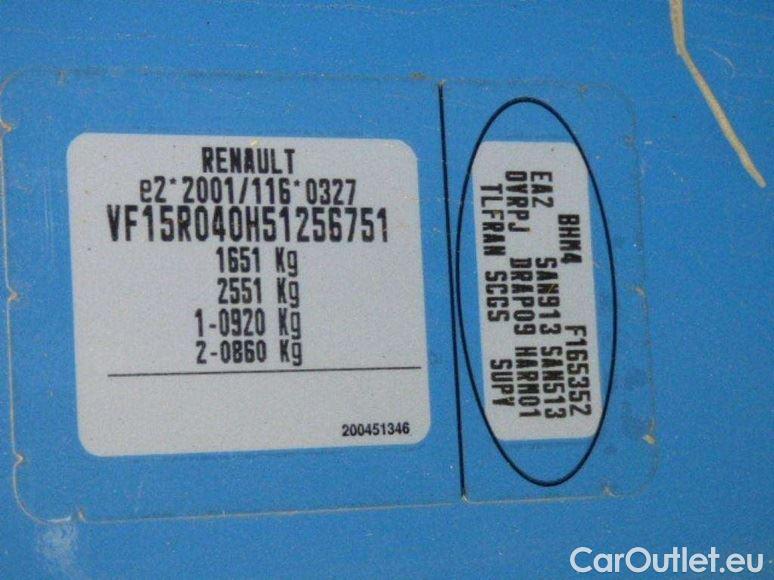 RENAULT
e2*2001/116*0327
VF15R040H51256751
1651 Kg
2551 Kg
1-0920 Kg
2-0860 Kg
200451346
BHM4 F165352
EA2 SAN913 SAN513
DVRPJ DRAP09 HARM01
TLFRAN SCGS SUPV
CarOutlet.eu